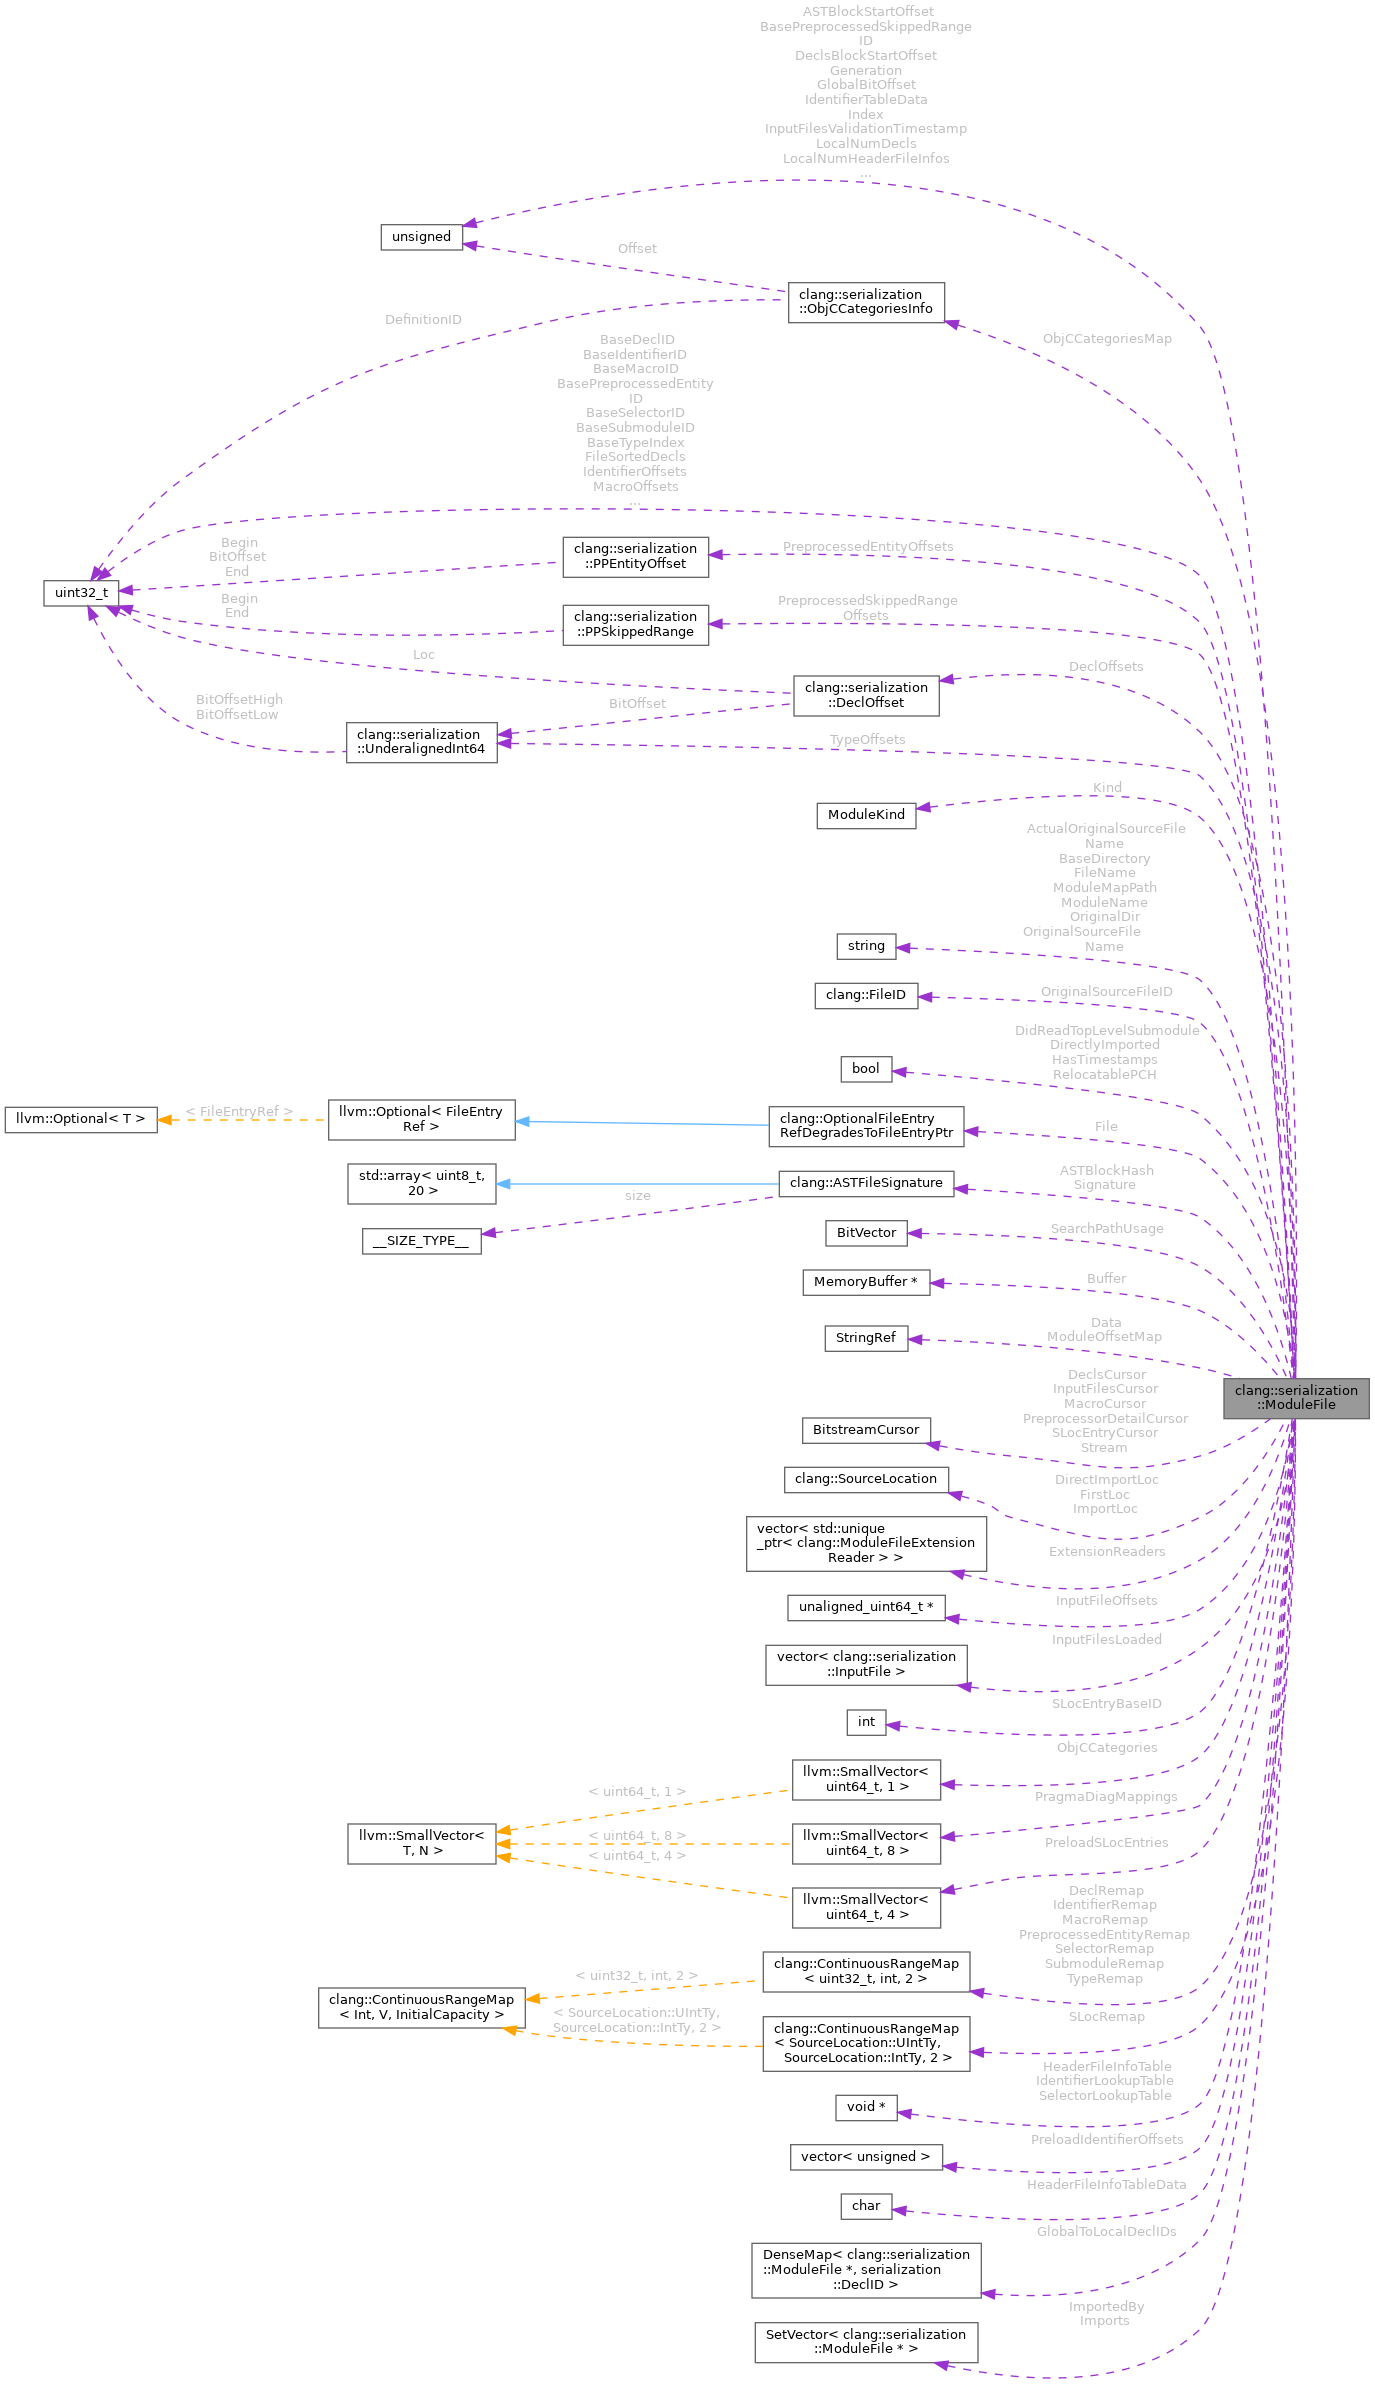 ASTBlockStartOffset
BasePreprocessedSkippedRange
ID
DeclsBlockStartOffset
Generation
GlobalBitOffset
IdentifierTableData
Index
InputFilesValidationTimestamp
LocalNumDecls
LocalNumHeaderFileInfos
...
unsigned
Offset
clang::serialization
::ObjCCategoriesInfo
DefinitionID
ObjCCategoriesMap
BaseDeclID
BaseIdentifierID
BaseMacroID
BasePreprocessedEntity
ID
BaseSelectorID
BaseSubmoduleID
BaseTypeIndex
FileSortedDecls
IdentifierOffsets
MacroOffsets
...
Begin
BitOffset
End
clang::serialization
::PPEntityOffset
PreprocessedEntityOffsets
uint32_t
Begin
End
clang::serialization
::PPSkippedRange
PreprocessedSkippedRange
Offsets
Loc
DeclOffsets
clang::serialization
::DeclOffset
BitOffsetHigh
BitOffsetLow
BitOffset
clang::serialization
::UnderalignedInt64
TypeOffsets
Kind
ModuleKind
ActualOriginalSourceFile
Name
BaseDirectory
FileName
ModuleMapPath
ModuleName
OriginalDir
OriginalSourceFile
Name
string
OriginalSourceFileID
clang::FileID
DidReadTopLevelSubmodule
DirectlyImported
HasTimestamps
RelocatablePCH
bool
llvm::Optional< T >
< FileEntryRef >
llvm::Optional< FileEntry
Ref >
clang::OptionalFileEntry
RefDegradesToFileEntryPtr
File
std::array< uint8_t,
20 >
clang::ASTFileSignature
ASTBlockHash
Signature
size
__SIZE_TYPE__
BitVector
SearchPathUsage
MemoryBuffer *
Buffer
StringRef
Data
ModuleOffsetMap
clang::serialization
::ModuleFile
DeclsCursor
InputFilesCursor
MacroCursor
PreprocessorDetailCursor
SLocEntryCursor
Stream
BitstreamCursor
clang::SourceLocation
DirectImportLoc
FirstLoc
ImportLoc
vector< std::unique
_ptr< clang::ModuleFileExtension
Reader > >
ExtensionReaders
unaligned_uint64_t *
InputFileOffsets
vector< clang::serialization
::InputFile >
InputFilesLoaded
int
SLocEntryBaseID
llvm::SmallVector<
uint64_t, 1 >
ObjCCategories
< uint64_t, 1 >
llvm::SmallVector<
T, N >
< uint64_t, 8 >
llvm::SmallVector<
uint64_t, 8 >
PragmaDiagMappings
< uint64_t, 4 >
llvm::SmallVector<
uint64_t, 4 >
PreloadSLocEntries
DeclRemap
IdentifierRemap
MacroRemap
PreprocessedEntityRemap
SelectorRemap
SubmoduleRemap
TypeRemap
clang::ContinuousRangeMap
< uint32_t, int, 2 >
< uint32_t, int, 2 >
clang::ContinuousRangeMap
< Int, V, InitialCapacity >
< SourceLocation::UIntTy,
SourceLocation::IntTy, 2 >
clang::ContinuousRangeMap
< SourceLocation::UIntTy,
SourceLocation::IntTy, 2 >
SLocRemap
HeaderFileInfoTable
IdentifierLookupTable
SelectorLookupTable
void *
PreloadIdentifierOffsets
vector< unsigned >
HeaderFileInfoTableData
char
GlobalToLocalDeclIDs
DenseMap< clang::serialization
::ModuleFile *, serialization
::DeclID >
ImportedBy
Imports
SetVector< clang::serialization
::ModuleFile * >